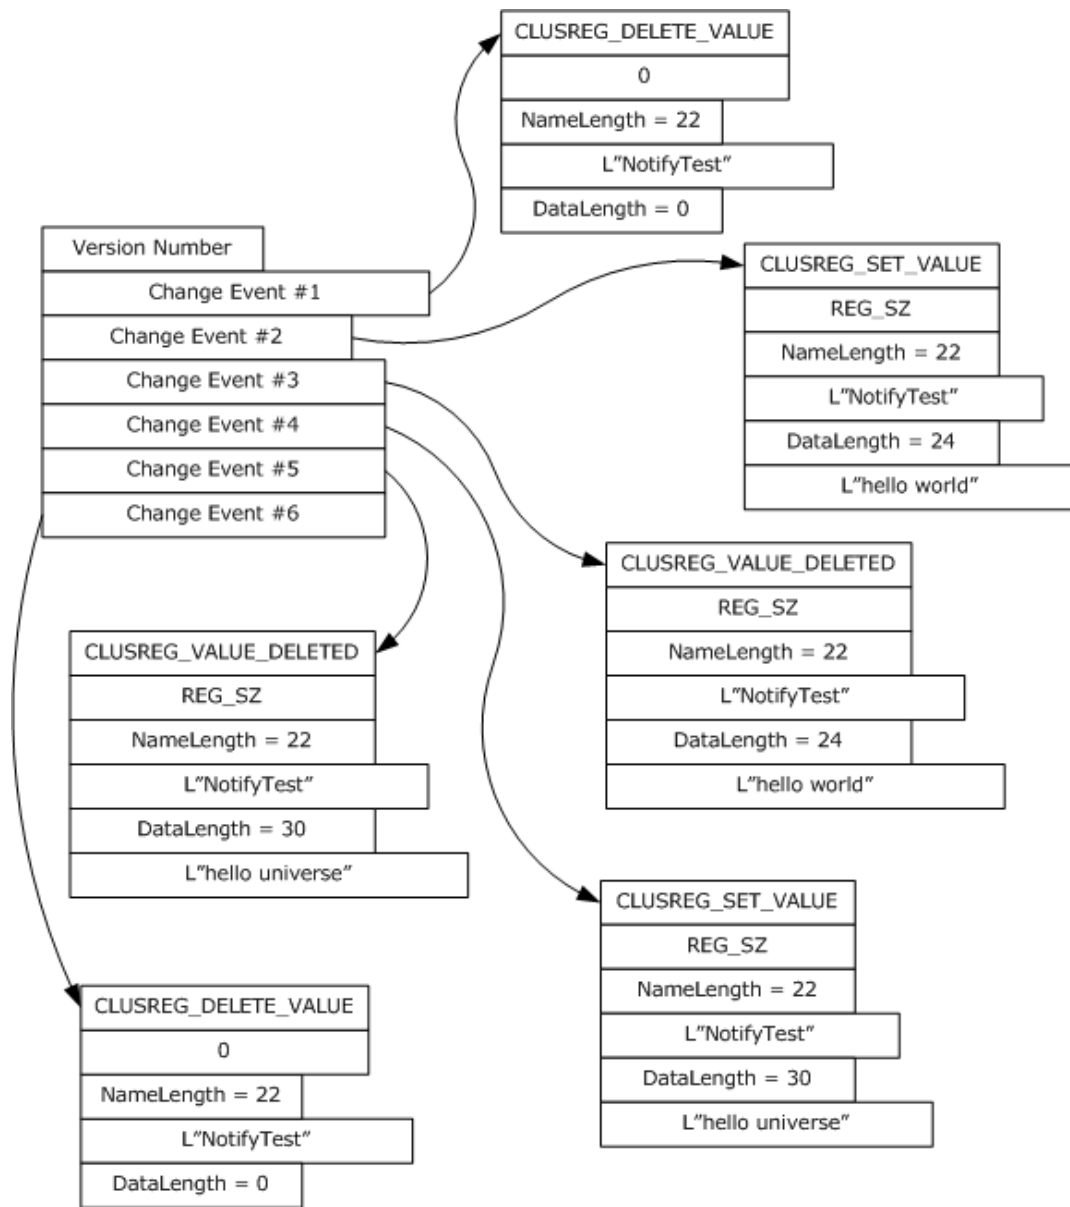 CLUSREG_DELETE_VALUE
0
NameLength = 22
L”NotifyTest”
DataLength = 0
Version Number
Change Event #1
Change Event #2
Change Event #3
Change Event #4
Change Event #5
Change Event #6
CLUSREG_SET_VALUE
REG_SZ
NameLength = 22
L”NotifyTest”
DataLength = 24
L”hello world”
CLUSREG_VALUE_DELETED
REG_SZ
NameLength = 22
L”NotifyTest”
DataLength = 24
L”hello world”
CLUSREG_VALUE_DELETED
REG_SZ
NameLength = 22
L”NotifyTest”
DataLength = 30
L”hello universe”
CLUSREG_SET_VALUE
REG_SZ
NameLength = 22
L”NotifyTest”
DataLength = 30
L”hello universe”
CLUSREG_DELETE_VALUE
0
NameLength = 22
L”NotifyTest”
DataLength = 0